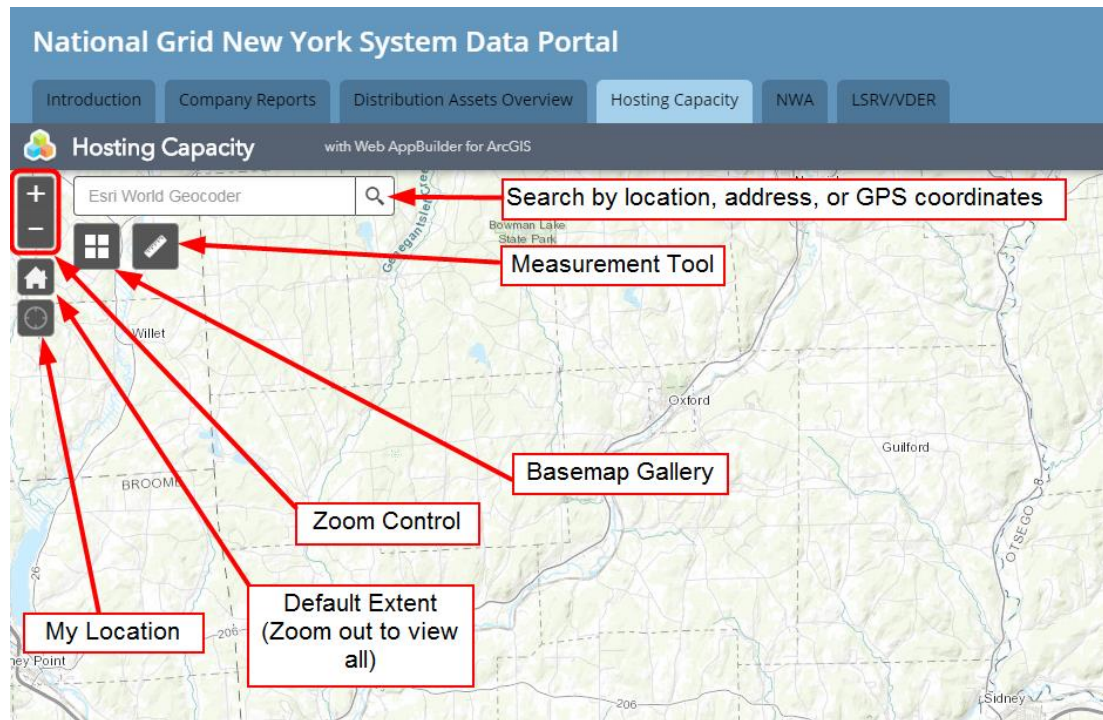 National Grid New York System Data Portal
Introduction
Company Reports
Distribution Assets Overview
Hosting Capacity
NWA
LSRV/VDER
Hosting Capacity
with Web AppBuilder for ArcGIS
+
Esri World Geocoder
Search by location, address, or GPS coordinates
−
Bowman Lake
State Park
Measurement Tool
Willet
Oxford
Guilford
Basemap Gallery
Zoom Control
8
OTSEGO
26
Default Extent
(Zoom out to view
all)
My Location
206
ney Point
206
Sidney